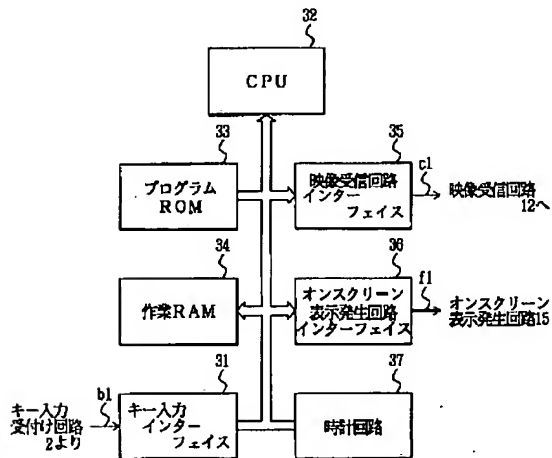 32
CPU
33
プログラム
ROM
35
映像受信回路
インター
フェイス
c1
映像受信回路
12へ
34
作業RAM
36
オンスクリーン
表示発生回路
インターフェイス
f1
オンスクリーン
表示発生回路15
キー入力
受付け回路
2より
b1
31
キー入力
インター
フェイス
37
時計回路